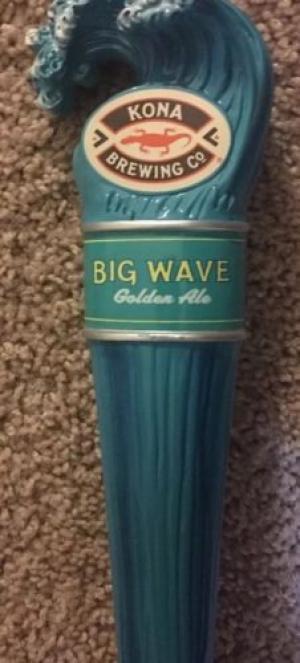 KONA
BREWING CO.
BIG WAVE
Golden Ale